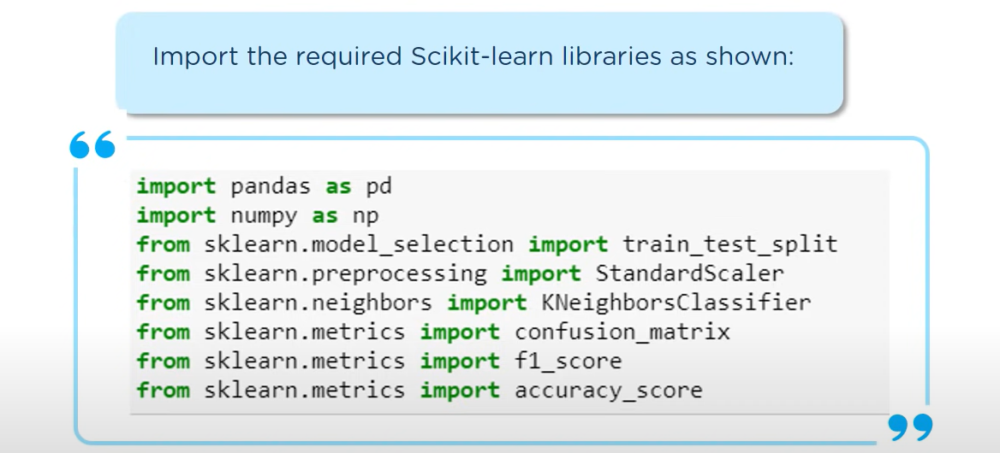 Import the required Scikit-learn libraries as shown:
import pandas as pd
import numpy as np
from sklearn.model_selection import train_test_split
from sklearn.preprocessing import StandardScaler
from sklearn.neighbors import KNeighborsClassifier
from sklearn.metrics import confusion_matrix
from sklearn.metrics import f1_score
from sklearn.metrics import accuracy_score